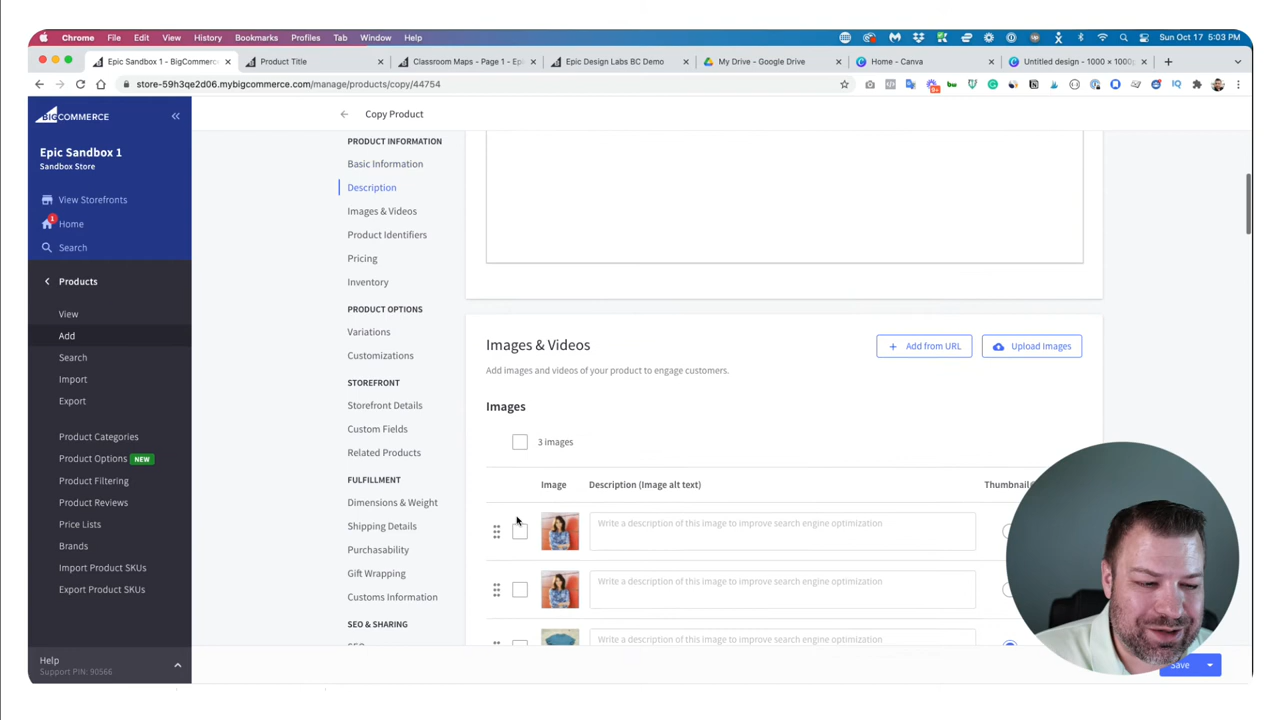 Chrome File Edit View History Bookmarks Profiles Tab Window Help Sun Oct 17 5:03 PM
Epic Sandbox 1 - BigCommerce Product Title Classroom Maps - Page 1 - Epi Epic Design Labs BC Demo My Drive - Google Drive Home - Canva Untitled design - 1000 × 1000p
store-59h3qe2d06.mybigcommerce.com/manage/products/copy/44754
BIGCOMMERCE
Epic Sandbox 1
Sandbox Store
View Storefronts
1
Home
Search
Products
View
Add
Search
Import
Export
Product Categories
Product Options NEW
Product Filtering
Product Reviews
Price Lists
Brands
Import Product SKUs
Export Product SKUs
Help
Support PIN: 90566
Copy Product
PRODUCT INFORMATION
Basic Information
Description
Images & Videos
Product Identifiers
Pricing
Inventory
PRODUCT OPTIONS
Variations
Customizations
STOREFRONT
Storefront Details
Custom Fields
Related Products
FULFILLMENT
Dimensions & Weight
Shipping Details
Purchasability
Gift Wrapping
Customs Information
SEO & SHARING
Images & Videos
Add from URL
Upload Images
Add images and videos of your product to engage customers.
Images
3 images
Image Description (Image alt text) Thumbnail
Write a description of this image to improve search engine optimization
Write a description of this image to improve search engine optimization
Write a description of this image to improve search engine optimization
Save